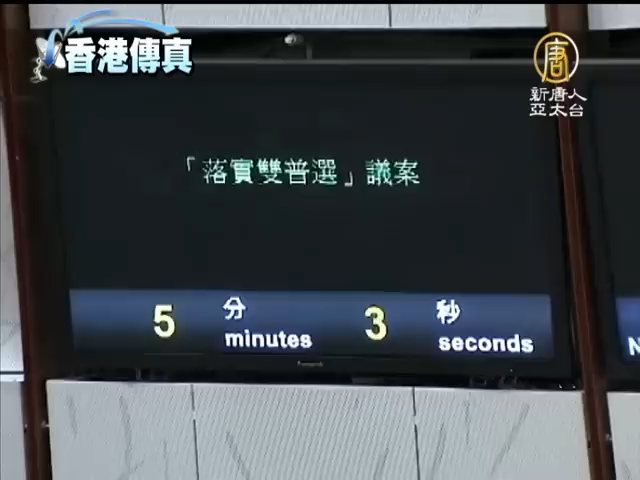 香港傳真
新唐人
亞太台
「落實雙普選」議案
5 分 3 秒
minutes seconds
Panasonic
N